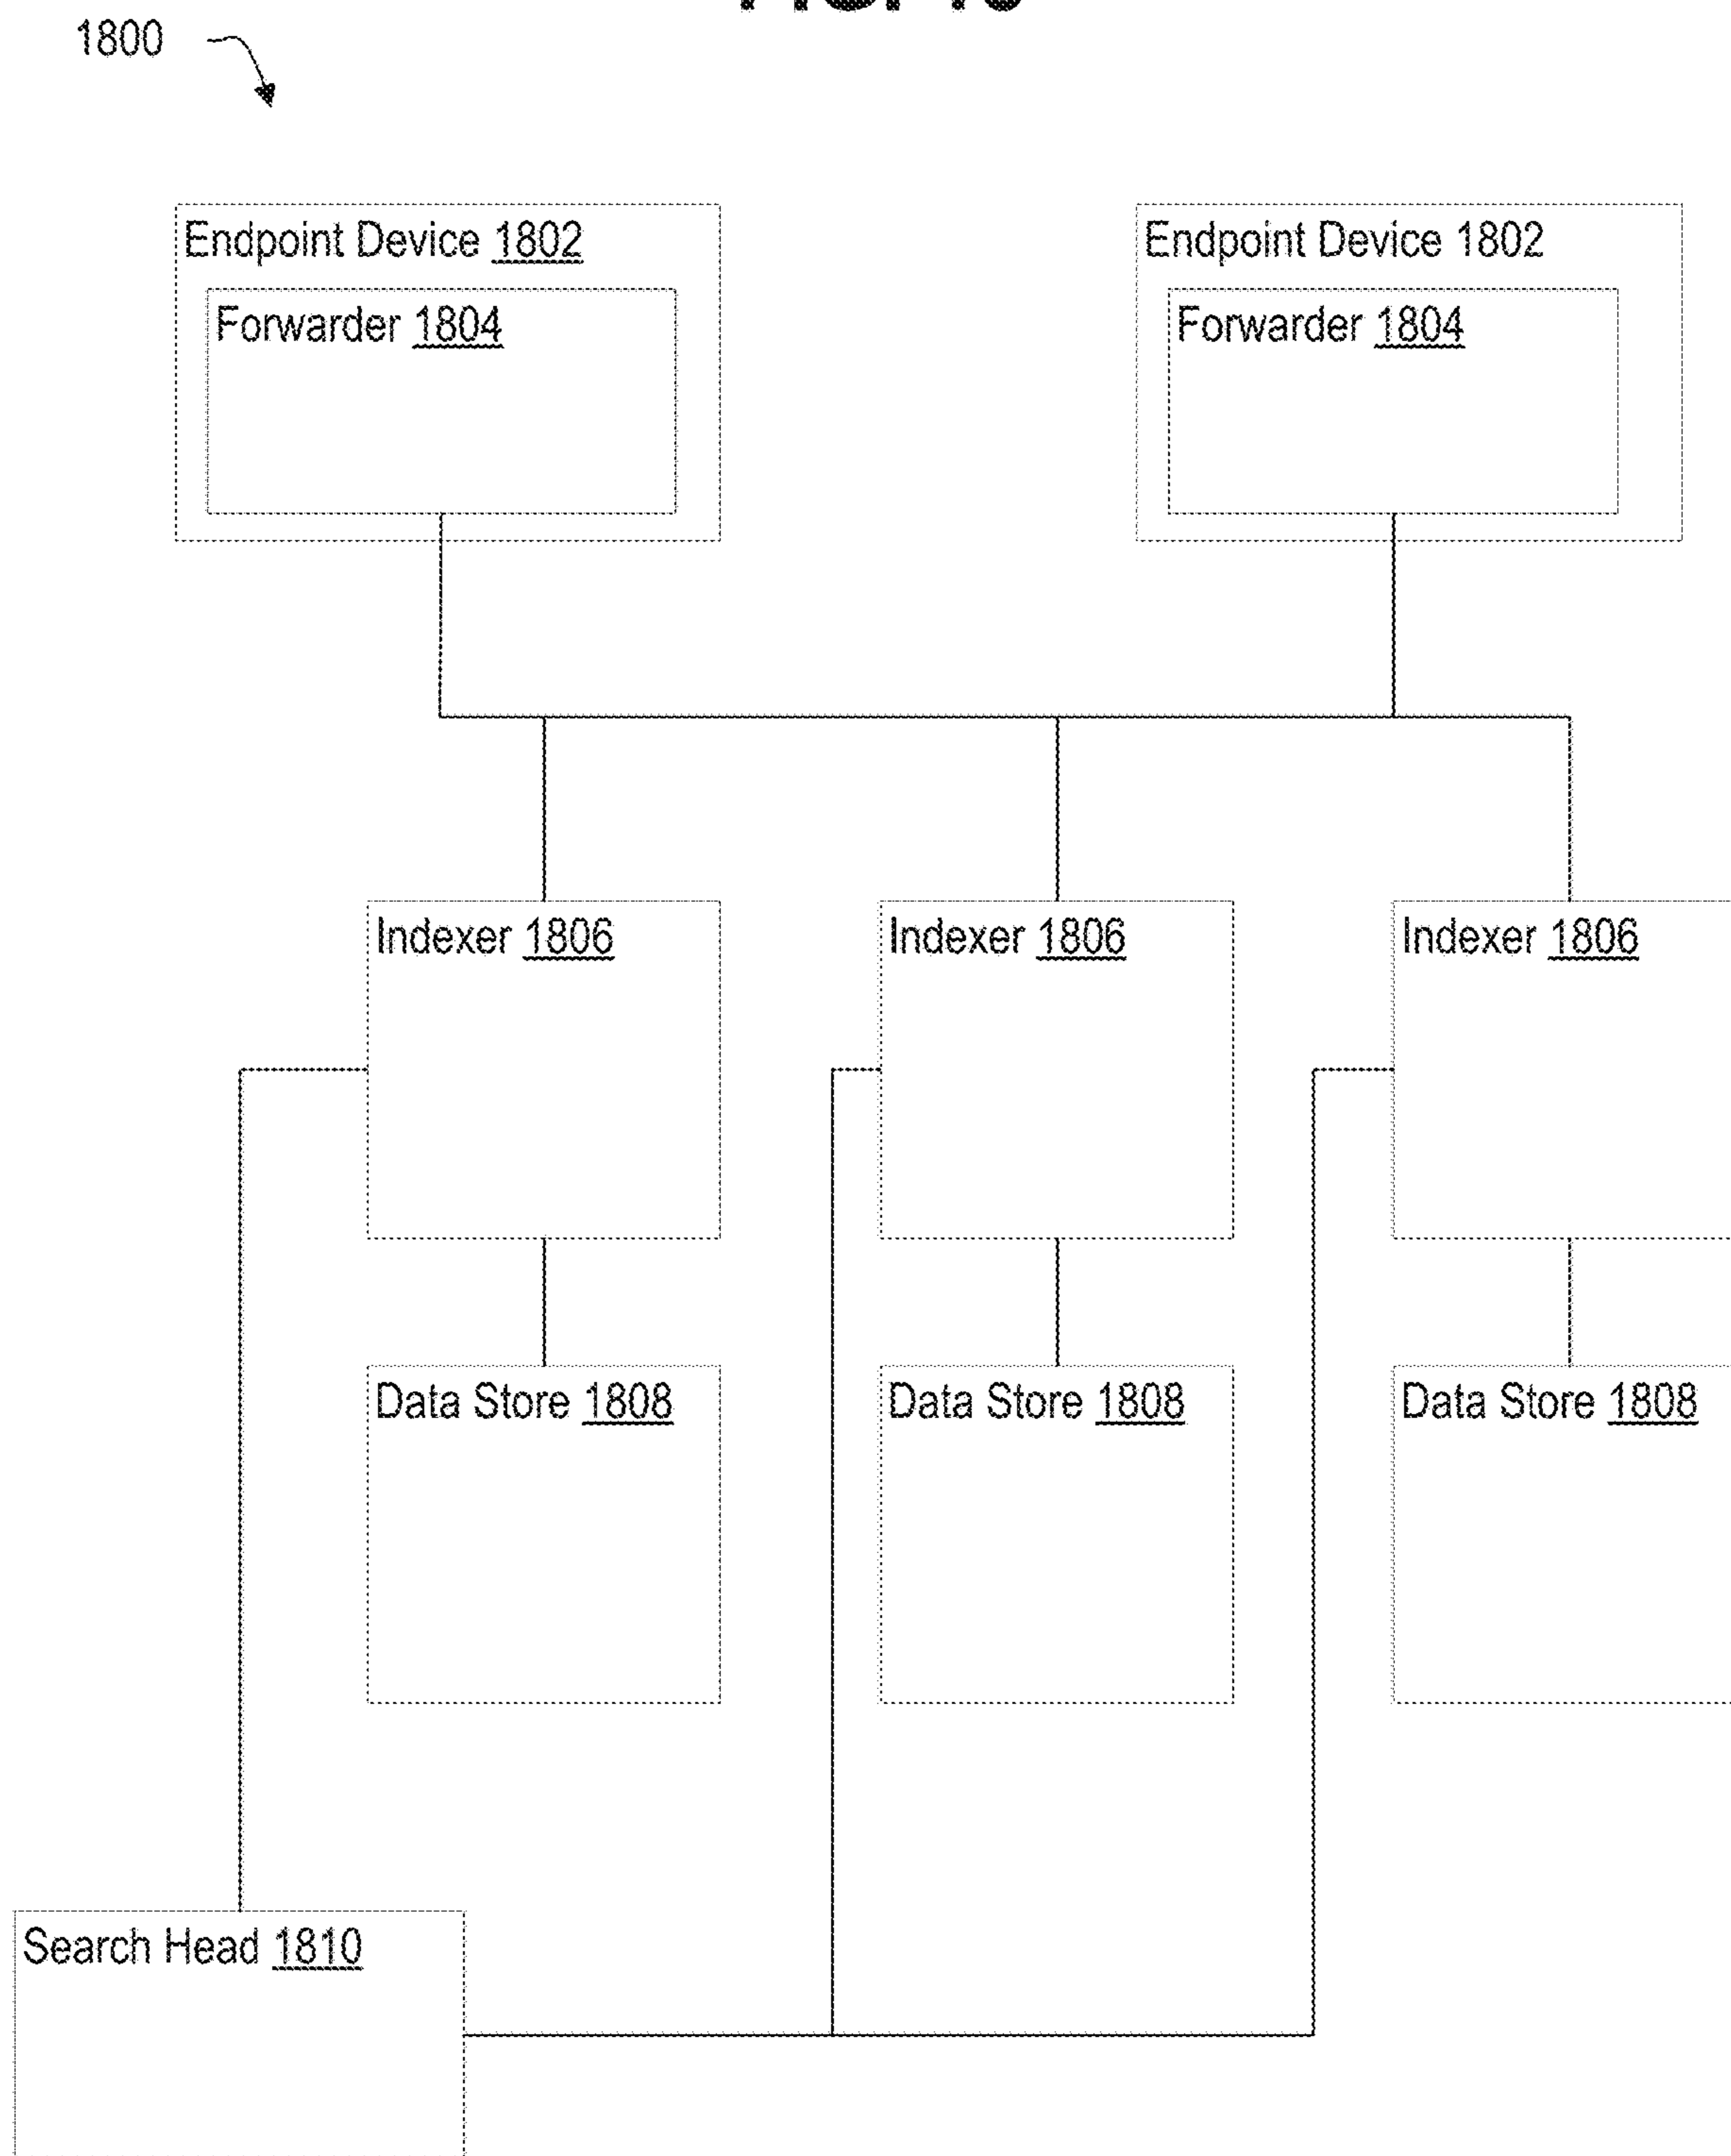 1800
Endpoint Device 1802
Endpoint Device 1802
Forwarder 1804
Forwarder 1804
Indexer 1806
Indexer 1806
Indexer 1806
Data Store 1808
Data Store 1808
Data Store 1808
Search Head 1810